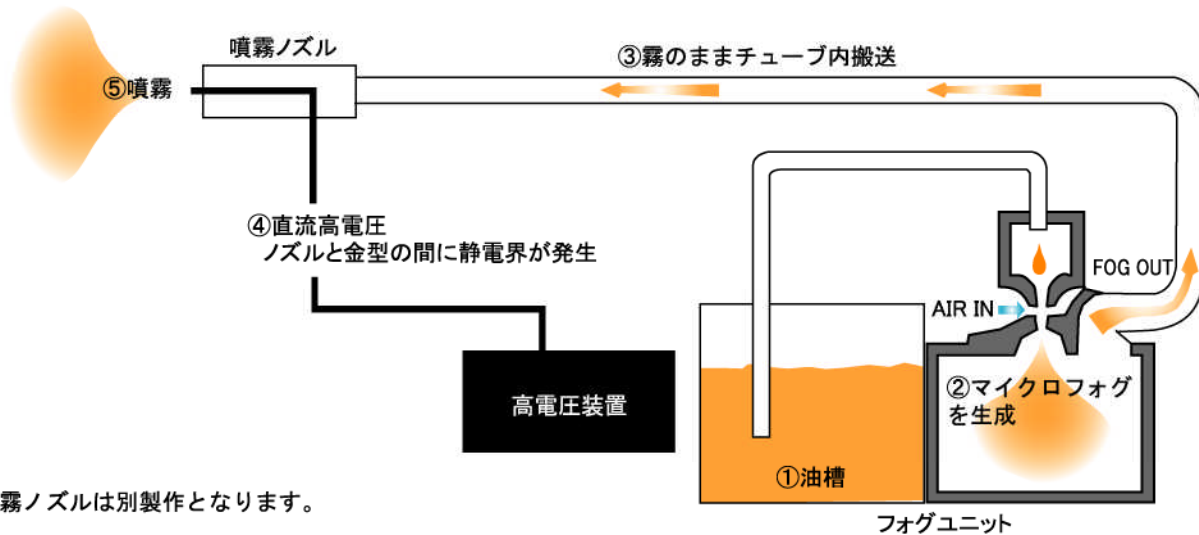 噴霧ノズル
③霧のままチューブ内搬送
⑤噴霧
④直流高電圧
ノズルと金型の間に静電界が発生
FOG OUT
AIR IN
②マイクロフォグ
を生成
高電圧装置
①油槽
霧ノズルは別製作となります。
フォグユニット